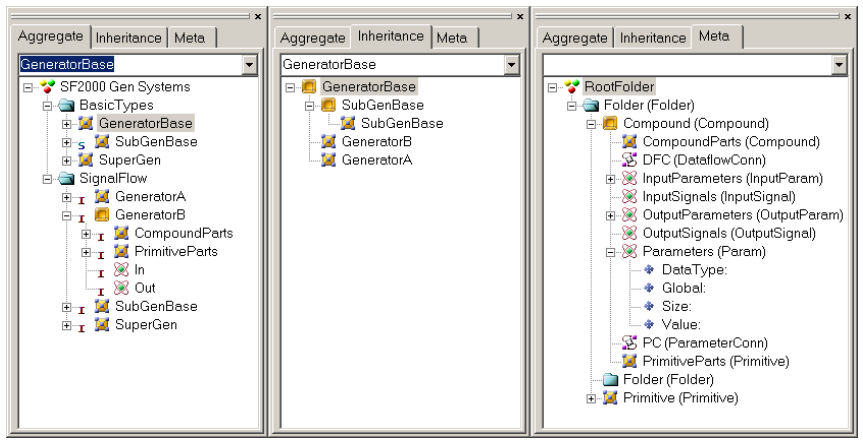 Aggregate Inheritance Meta
GeneratorBase
SF2000 Gen Systems
BasicTypes
GeneratorBase
s SubGenBase
SuperGen
SignalFlow
I GeneratorA
I GeneratorB
I CompoundParts
I PrimitiveParts
I In
I Out
I SubGenBase
I SuperGen
Aggregate Inheritance Meta
GeneratorBase
GeneratorBase
SubGenBase
SubGenBase
GeneratorB
GeneratorA
Aggregate Inheritance Meta
RootFolder
Folder (Folder)
Compound (Compound)
CompoundParts (Compound)
DFC (DataflowConn)
InputParameters (InputParam)
InputSignals (InputSignal)
OutputParameters (OutputParam)
OutputSignals (OutputSignal)
Parameters (Param)
DataType:
Global:
Size:
Value:
PC (ParameterConn)
PrimitiveParts (Primitive)
Folder (Folder)
Primitive (Primitive)